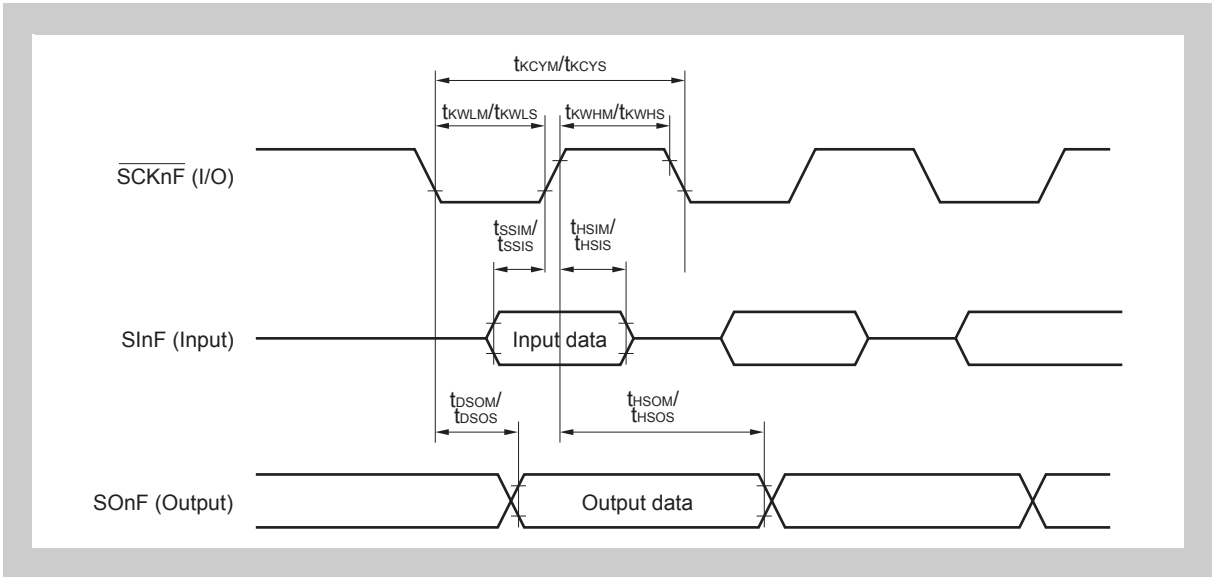 tKCYM/tKCYS
tKWLM/tKWLS
tKWHM/tKWHS
SCKnF (I/O)
tSSIM/
tSSIS
tHSIM/
tHSIS
SInF (Input)
Input data
tDSOM/
tDSOS
tHSOM/
tHSOS
SOnF (Output)
Output data